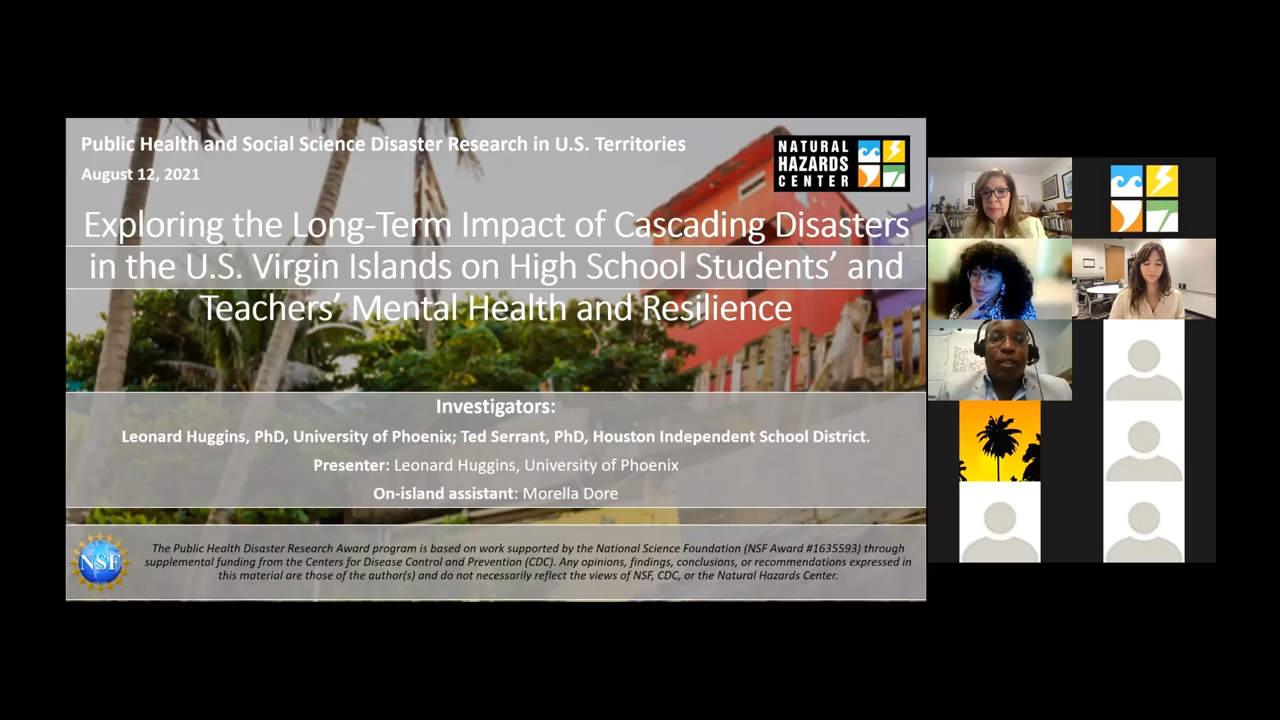 Public Health and Social Science Disaster Research in U.S. Territories
August 12, 2021
NATURAL
HAZARDS
CENTER
Exploring the Long-Term Impact of Cascading Disasters
in the U.S. Virgin Islands on High School Students’ and
Teachers’ Mental Health and Resilience
Investigators:
Leonard Huggins, PhD, University of Phoenix; Ted Serrant, PhD, Houston Independent School District.
Presenter: Leonard Huggins, University of Phoenix
On-island assistant: Morella Dore
NSF
The Public Health Disaster Research Award program is based on work supported by the National Science Foundation (NSF Award #1635593) through
supplemental funding from the Centers for Disease Control and Prevention (CDC). Any opinions, findings, conclusions, or recommendations expressed in
this material are those of the author(s) and do not necessarily reflect the views of NSF, CDC, or the Natural Hazards Center.